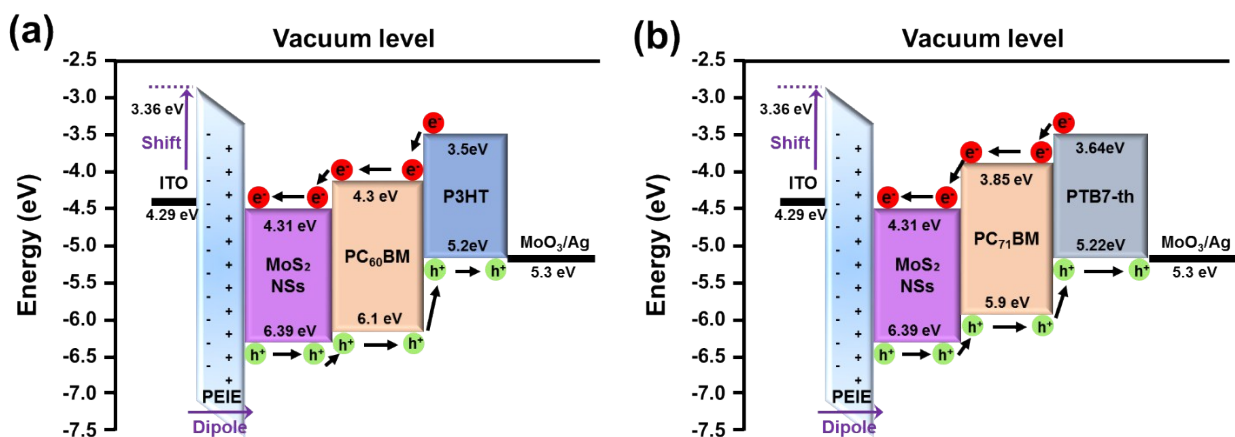 (a)
Vacuum level
Energy (eV)
-2.5
-3.0
-3.5
-4.0
-4.5
-5.0
-5.5
-6.0
-6.5
-7.0
-7.5
3.36 eV
Shift
ITO
4.29 eV
- - - - - - - - - - -
+ + + + + + + + + + + + +
PEIE
Dipole
e- e- e- e- e-
4.31 eV
MoS₂
NSs
6.39 eV
4.3 eV
PC₆₀BM
6.1 eV
3.5eV
P3HT
5.2eV
MoO₃/Ag
5.3 eV
h+ h+ h+ h+ h+ h+
(b)
Vacuum level
Energy (eV)
-2.5
-3.0
-3.5
-4.0
-4.5
-5.0
-5.5
-6.0
-6.5
-7.0
-7.5
3.36 eV
Shift
ITO
4.29 eV
- - - - - - - - - - -
+ + + + + + + + + + + + +
PEIE
Dipole
e- e- e- e- e-
4.31 eV
MoS₂
NSs
6.39 eV
3.85 eV
PC₇₁BM
5.9 eV
3.64eV
PTB7-th
5.22eV
MoO₃/Ag
5.3 eV
h+ h+ h+ h+ h+ h+